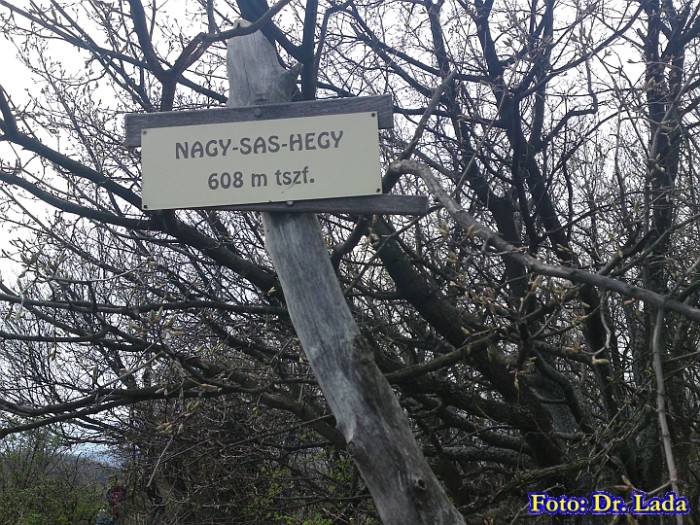 NAGY-SAS-HEGY
608 m tszf.
Foto: Dr. Lada